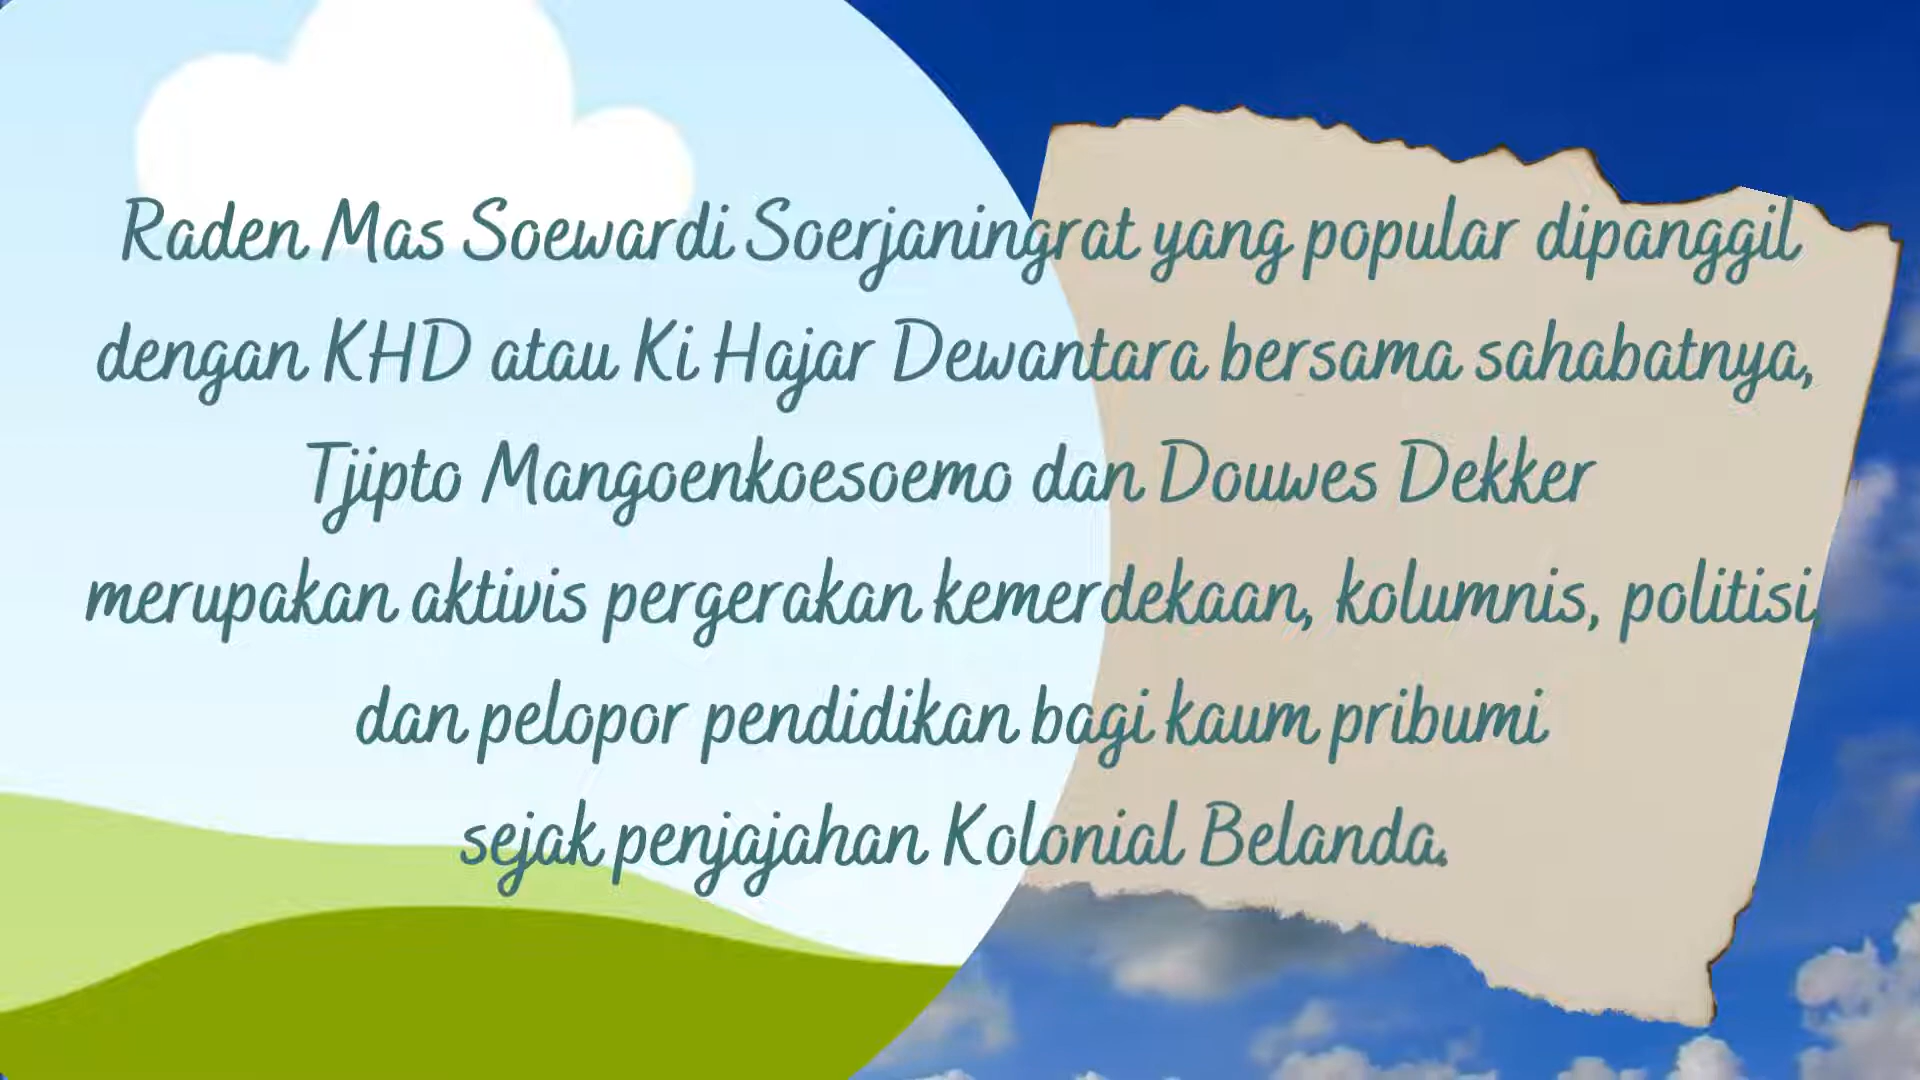 Raden Mas Soewardi Soerjaningrat yang popular dipanggil
dengan KHD atau Ki Hajar Dewantara bersama sahabatnya,
Tjipto Mangoenkoesoemo dan Douwes Dekker
merupakan aktivis pergerakan kemerdekaan, kolumnis, politisi,
dan pelopor pendidikan bagi kaum pribumi
sejak penjajahan Kolonial Belanda.